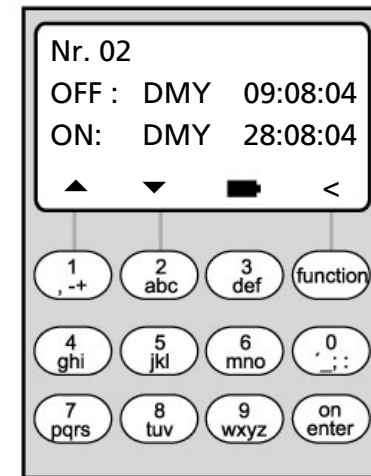 Nr. 02
OFF : DMY 09:08:04
ON: DMY 28:08:04
<
1 2 3 function
, -+ abc def
4 5 6 0
ghi jkl mno ´_; :
7 8 9 on
pqrs tuv wxyz enter